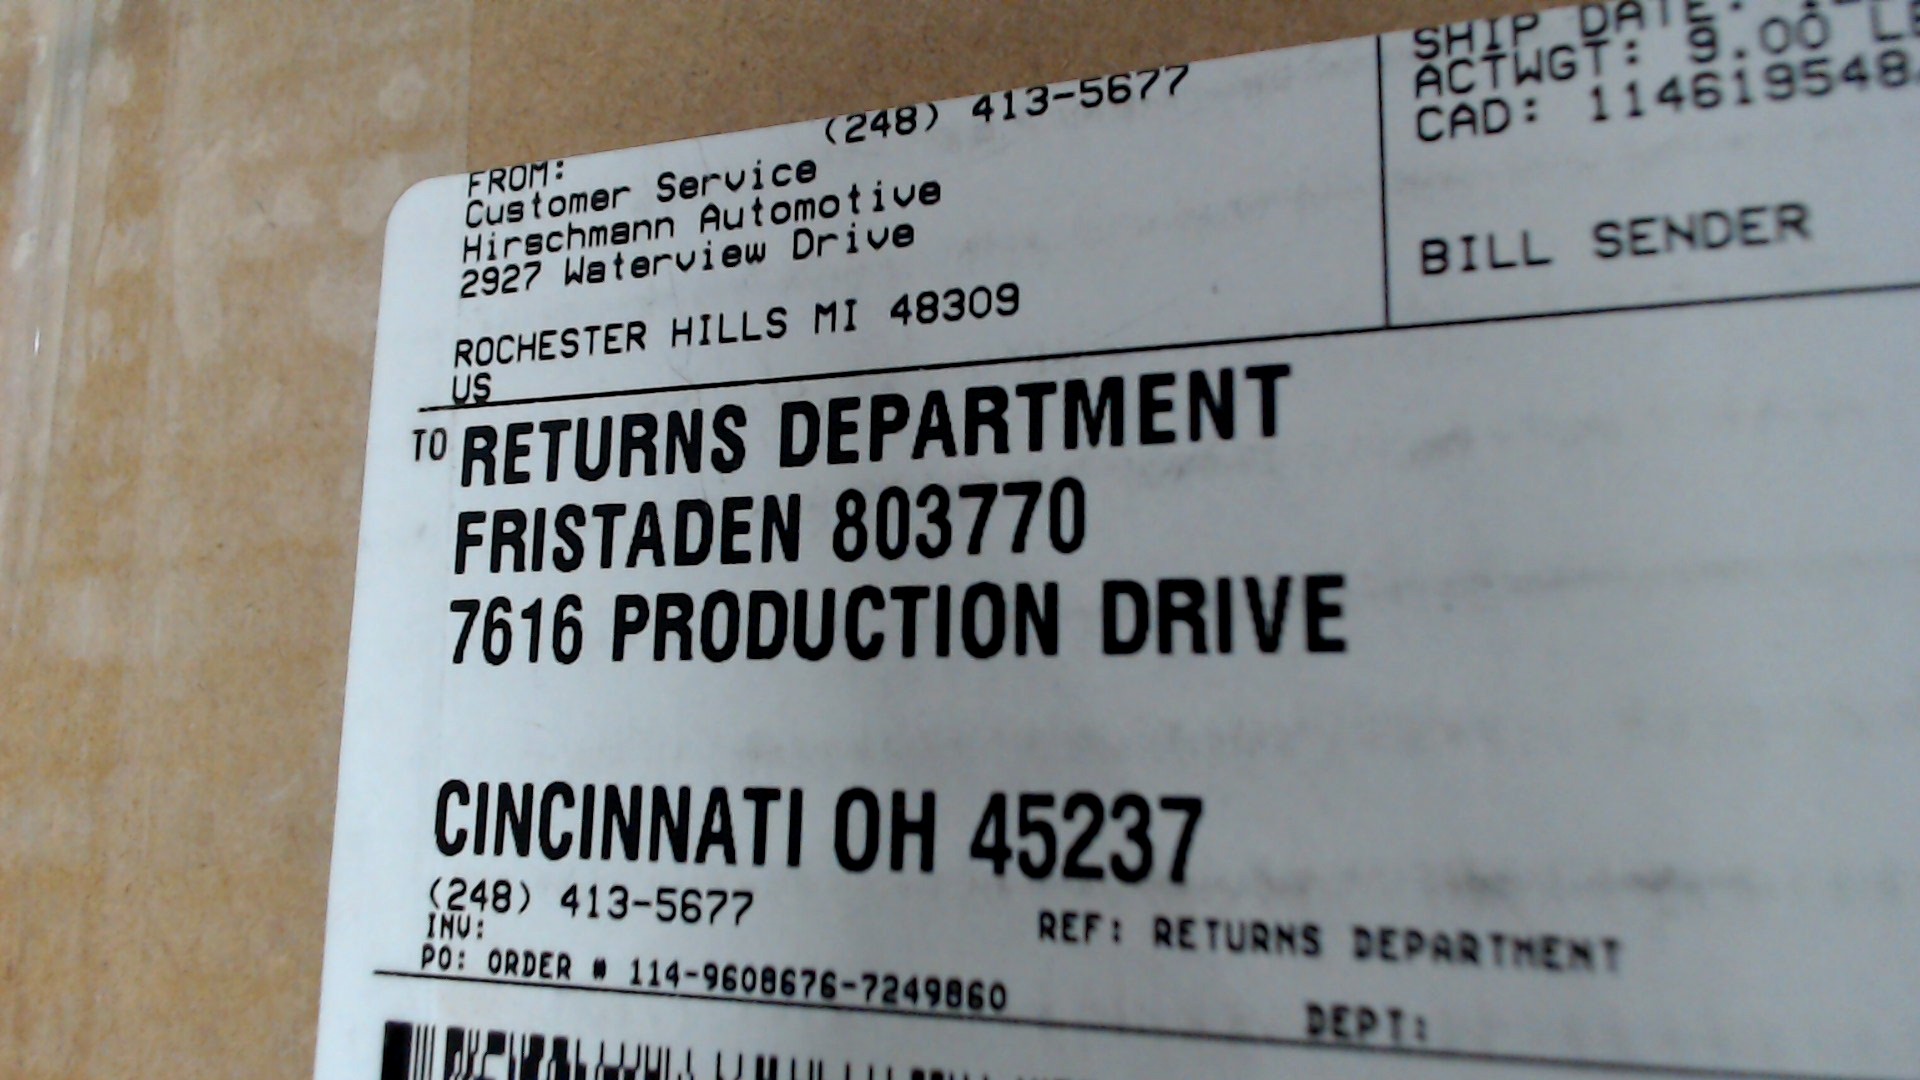 (248) 413-5677
FROM:
Customer Service
Hirschmann Automotive
2927 Waterview Drive
ROCHESTER HILLS MI 48309
US
SHIP DATE:
ACTWGT: 9.00
CAD:
BILL SENDER
TO RETURNS DEPARTMENT
FRISTADEN 803770
7616 PRODUCTION DRIVE
CINCINNATI OH 45237
(248) 413-5677
INV:
REF: RETURNS DEPARTMENT
PO: ORDER # 114-9608676-7249860
DEPT: